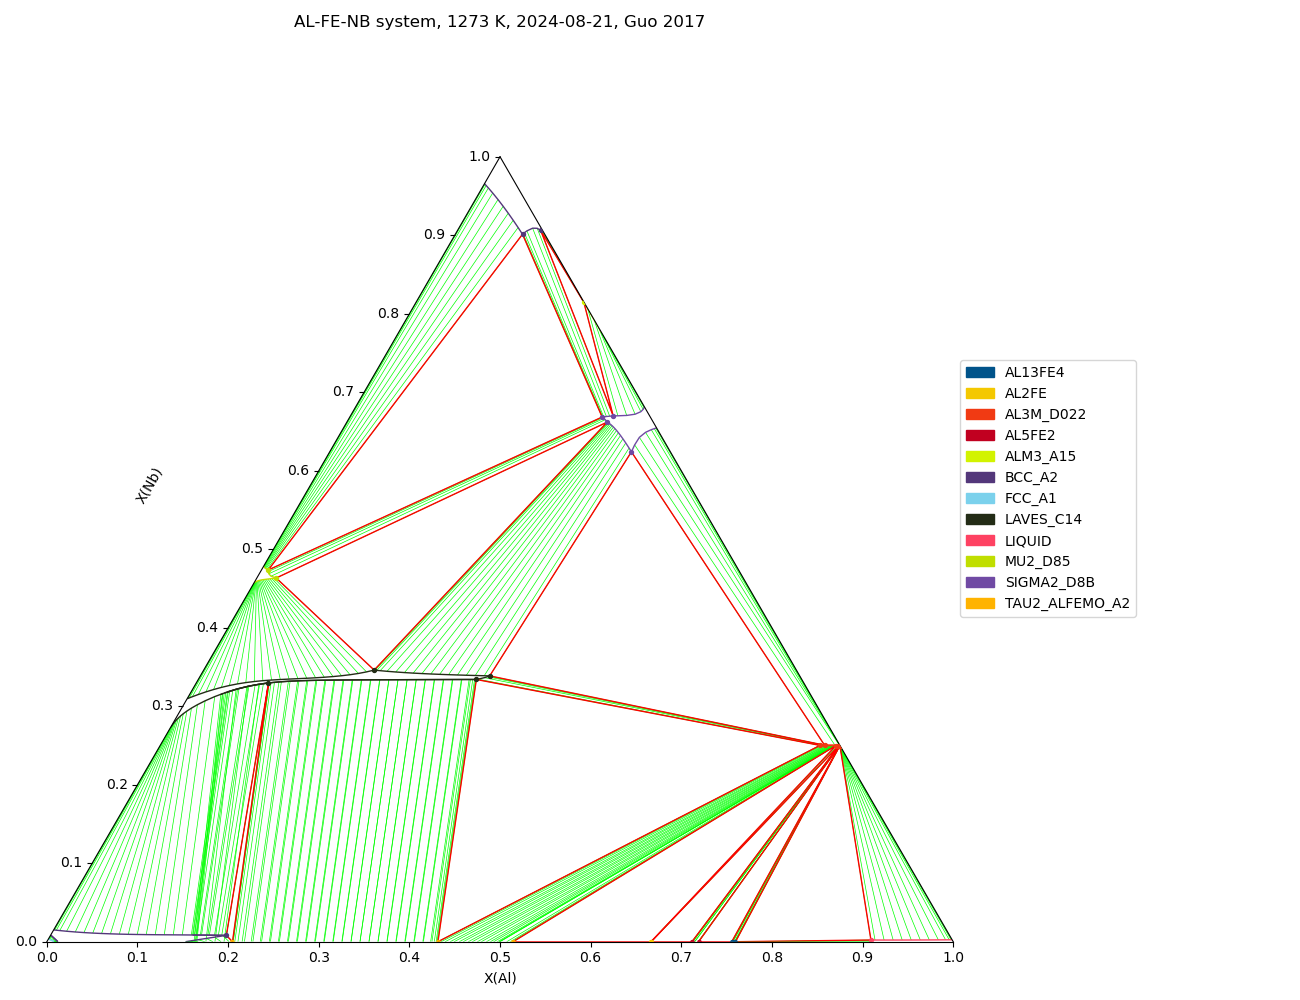 AL-FE-NB system, 1273 K, 2024-08-21, Guo 2017
1.0
0.9
0.8
0.7
0.6
0.5
0.4
0.3
0.2
0.1
0.0
X(Nb)
0.0 0.1 0.2 0.3 0.4 0.5 0.6 0.7 0.8 0.9 1.0
X(Al)
AL13FE4
AL2FE
AL3M_D022
AL5FE2
ALM3_A15
BCC_A2
FCC_A1
LAVES_C14
LIQUID
MU2_D85
SIGMA2_D8B
TAU2_ALFEMO_A2